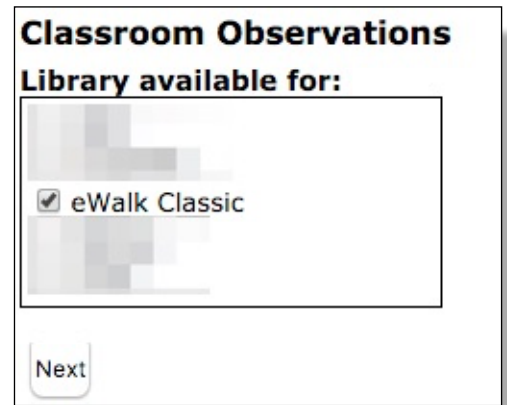 Classroom Observations
Library available for:
eWalk Classic
Next